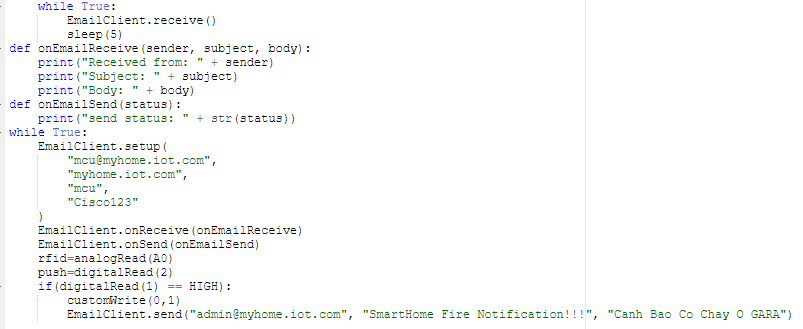 while True:
EmailClient.receive()
sleep(5)
def onEmailReceive(sender, subject, body):
print("Received from: " + sender)
print("Subject: " + subject)
print("Body: " + body)
def onEmailSend(status):
print("send status: " + str(status))
while True:
EmailClient.setup(
"mcu@myhome.iot.com",
"myhome.iot.com",
"mcu",
"Cisco123"
)
EmailClient.onReceive(onEmailReceive)
EmailClient.onSend(onEmailSend)
rfid=analogRead(A0)
push=digitalRead(2)
if(digitalRead(1) == HIGH):
customWrite(0,1)
EmailClient.send("admin@myhome.iot.com", "SmartHome Fire Notification!!!", "Canh Bao Co Chay O GARA")